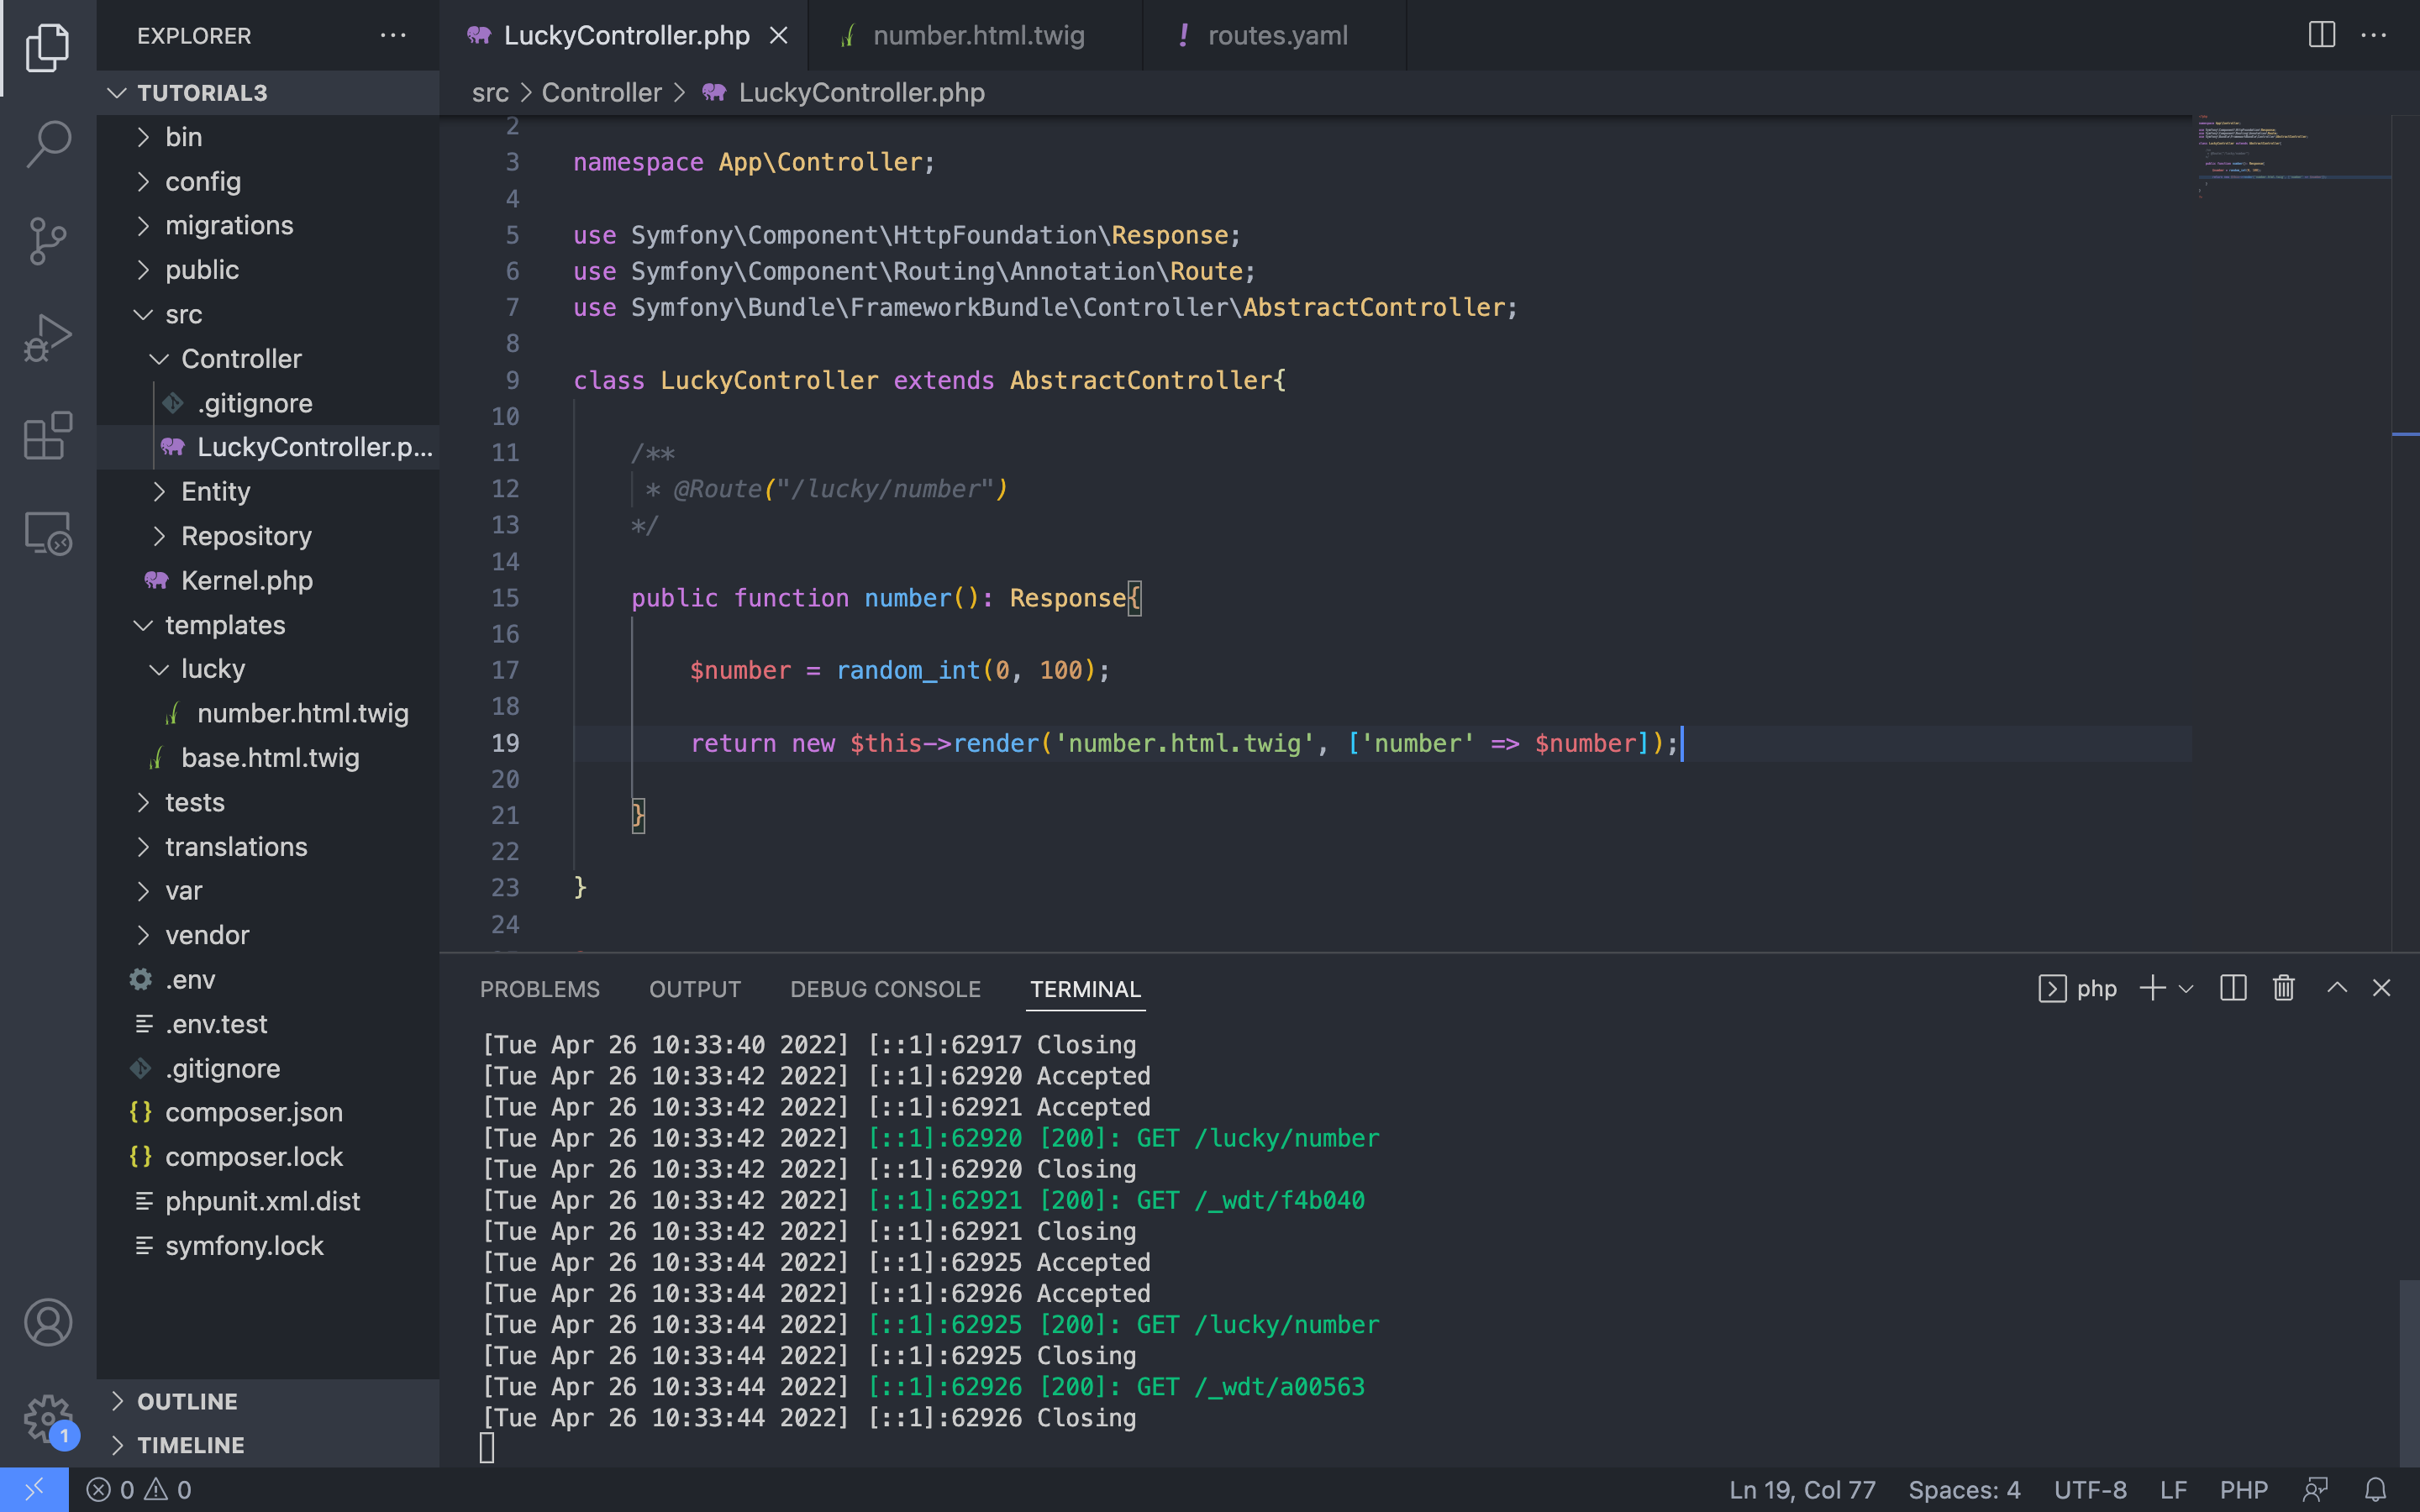 EXPLORER
TUTORIAL3
bin
config
migrations
public
src
Controller
.gitignore
LuckyController.p...
Entity
Repository
Kernel.php
templates
lucky
number.html.twig
base.html.twig
tests
translations
var
vendor
.env
.env.test
.gitignore
composer.json
composer.lock
phpunit.xml.dist
symfony.lock
OUTLINE
TIMELINE
1
LuckyController.php number.html.twig routes.yaml
src > Controller > LuckyController.php
2
3 namespace App\Controller;
4
5 use Symfony\Component\HttpFoundation\Response;
6 use Symfony\Component\Routing\Annotation\Route;
7 use Symfony\Bundle\FrameworkBundle\Controller\AbstractController;
8
9 class LuckyController extends AbstractController{
10
11 /**
12 * @Route("/lucky/number")
13 */
14
15 public function number(): Response{
16
17 $number = random_int(0, 100);
18
19 return new $this->render('number.html.twig', ['number' => $number]);
20
21 }
22
23 }
24
PROBLEMS OUTPUT DEBUG CONSOLE TERMINAL php
[Tue Apr 26 10:33:40 2022] [::1]:62917 Closing
[Tue Apr 26 10:33:42 2022] [::1]:62920 Accepted
[Tue Apr 26 10:33:42 2022] [::1]:62921 Accepted
[Tue Apr 26 10:33:42 2022] [::1]:62920 [200]: GET /lucky/number
[Tue Apr 26 10:33:42 2022] [::1]:62920 Closing
[Tue Apr 26 10:33:42 2022] [::1]:62921 [200]: GET /_wdt/f4b040
[Tue Apr 26 10:33:42 2022] [::1]:62921 Closing
[Tue Apr 26 10:33:44 2022] [::1]:62925 Accepted
[Tue Apr 26 10:33:44 2022] [::1]:62926 Accepted
[Tue Apr 26 10:33:44 2022] [::1]:62925 [200]: GET /lucky/number
[Tue Apr 26 10:33:44 2022] [::1]:62925 Closing
[Tue Apr 26 10:33:44 2022] [::1]:62926 [200]: GET /_wdt/a00563
[Tue Apr 26 10:33:44 2022] [::1]:62926 Closing
0 0 Ln 19, Col 77 Spaces: 4 UTF-8 LF PHP